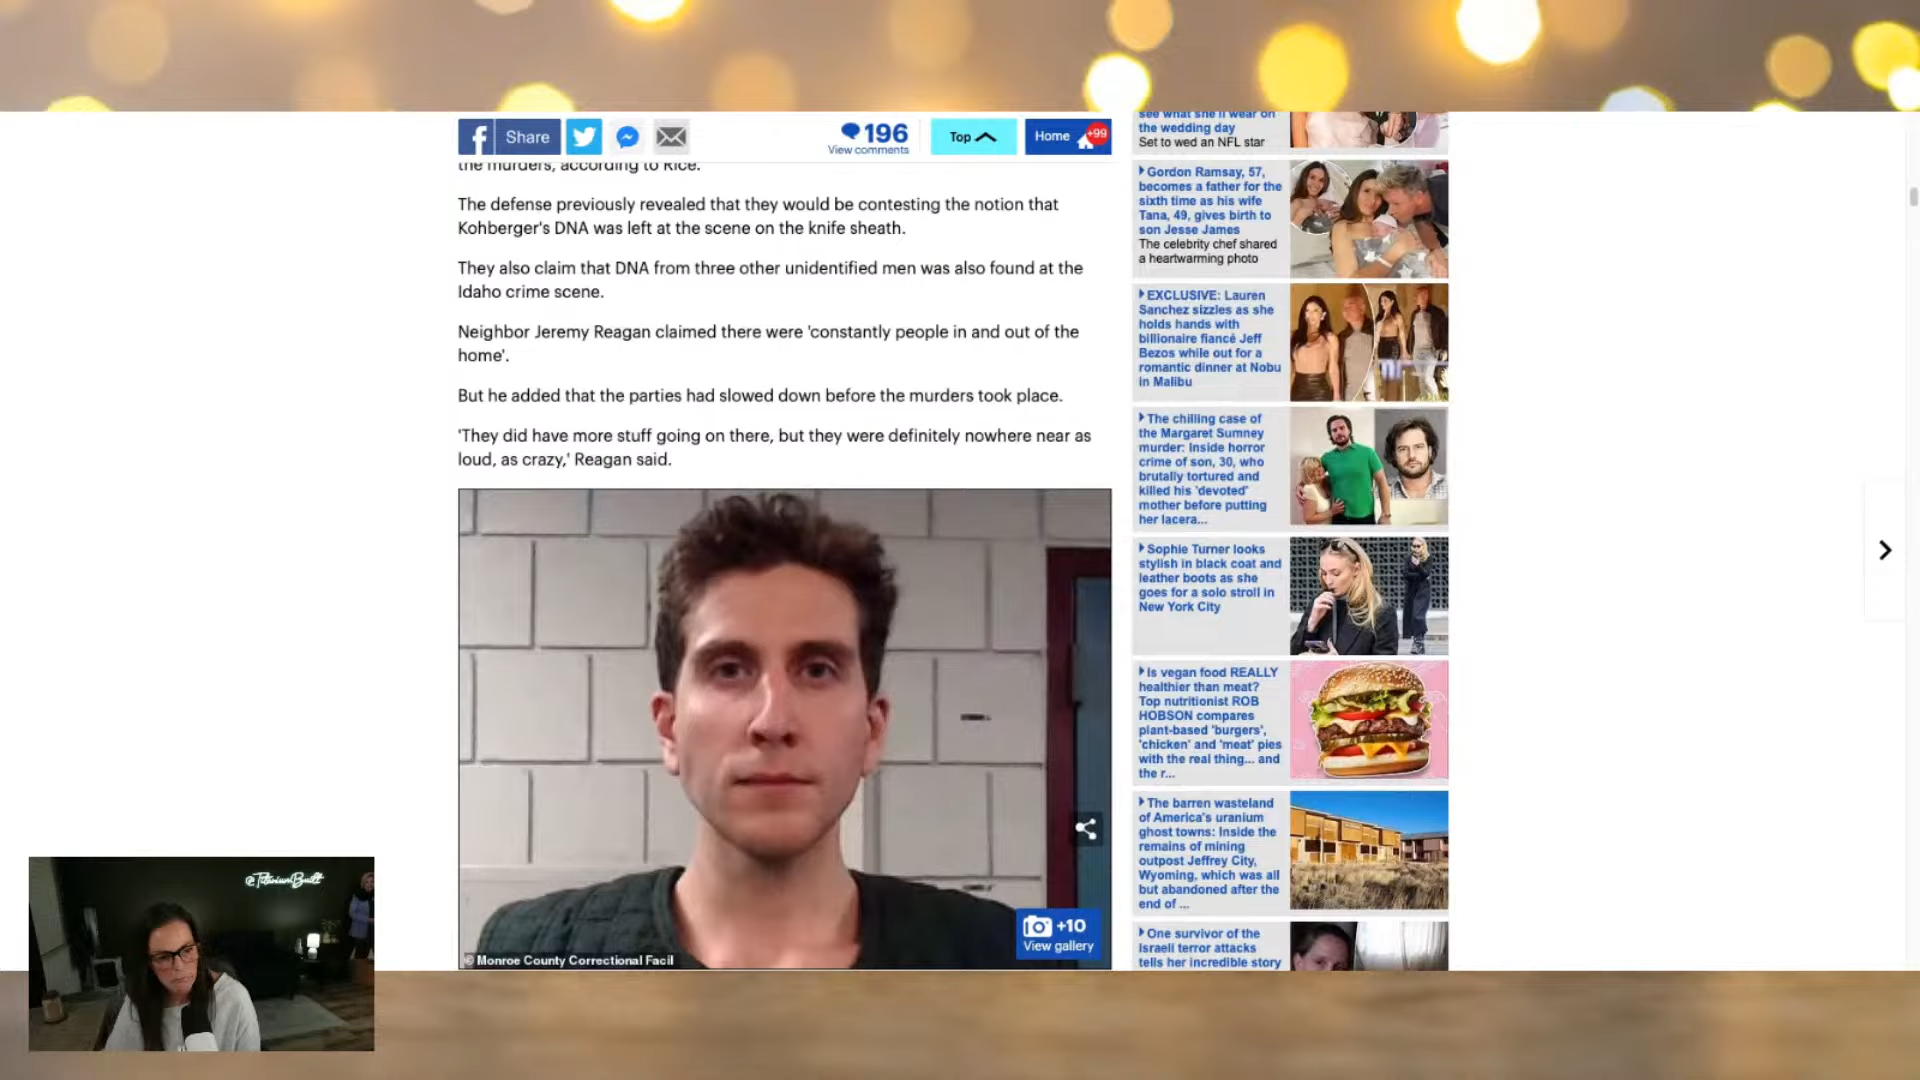 Share
196
View comments
Top
Home
+99
the murders, according to Rice.
The defense previously revealed that they would be contesting the notion that
Kohberger's DNA was left at the scene on the knife sheath.
They also claim that DNA from three other unidentified men was also found at the
Idaho crime scene.
Neighbor Jeremy Reagan claimed there were 'constantly people in and out of the
home'.
But he added that the parties had slowed down before the murders took place.
'They did have more stuff going on there, but they were definitely nowhere near as
loud, as crazy,' Reagan said.
+10
View gallery
© Monroe County Correctional Facil
see what she'll wear on
the wedding day
Set to wed an NFL star
Gordon Ramsay, 57,
becomes a father for the
sixth time as his wife
Tana, 49, gives birth to
son Jesse James
The celebrity chef shared
a heartwarming photo
EXCLUSIVE: Lauren
Sanchez sizzles as she
holds hands with
billionaire fiancé Jeff
Bezos while out for a
romantic dinner at Nobu
in Malibu
The chilling case of
the Margaret Sumney
murder: Inside horror
crime of son, 30, who
brutally tortured and
killed his 'devoted'
mother before putting
her lacera...
Sophie Turner looks
stylish in black coat and
leather boots as she
goes for a solo stroll in
New York City
Is vegan food REALLY
healthier than meat?
Top nutritionist ROB
HOBSON compares
plant-based 'burgers',
'chicken' and 'meat' pies
with the real thing... and
the r...
The barren wasteland
of America's uranium
ghost towns: Inside the
remains of mining
outpost Jeffrey City,
Wyoming, which was all
but abandoned after the
end of ...
One survivor of the
Israeli terror attacks
tells her incredible story
@TitaniumBuilt